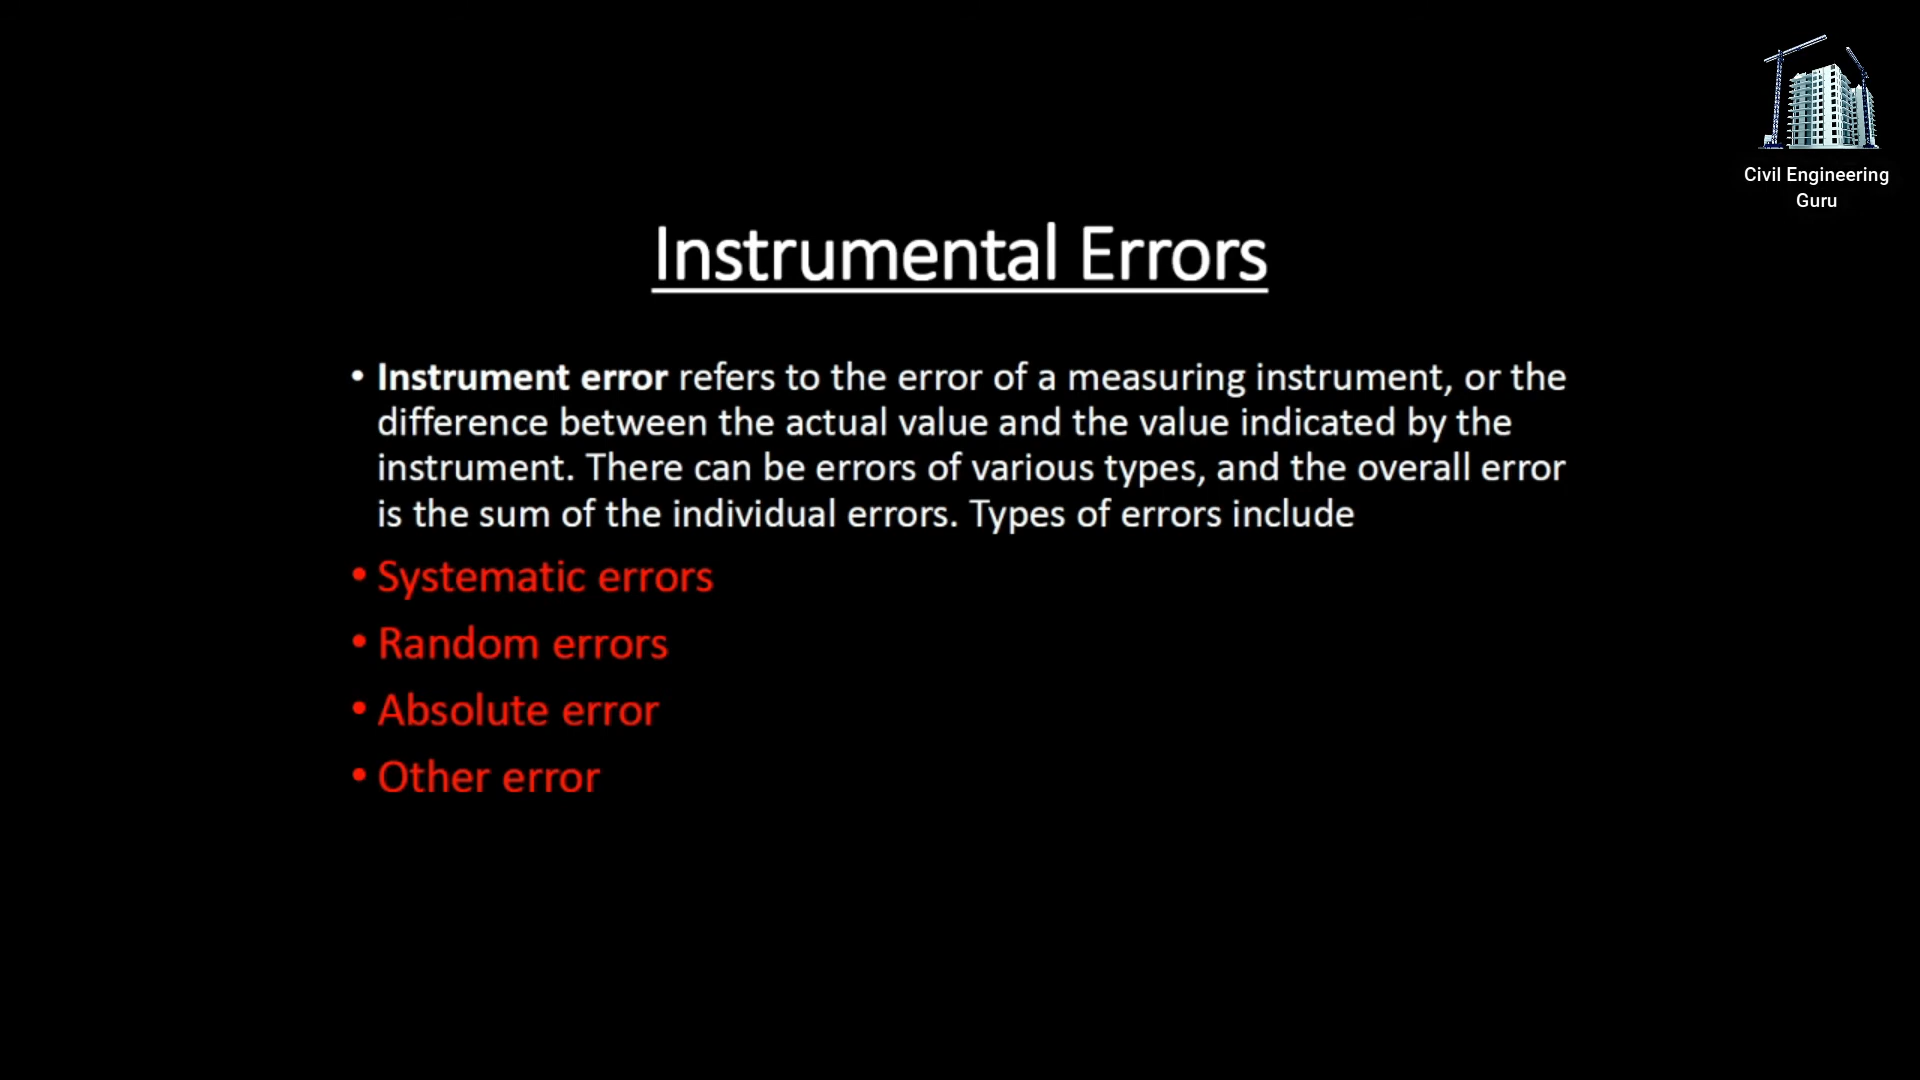 Civil Engineering
Guru
Instrumental Errors
• Instrument error refers to the error of a measuring instrument, or the
difference between the actual value and the value indicated by the
instrument. There can be errors of various types, and the overall error
is the sum of the individual errors. Types of errors include
• Systematic errors
• Random errors
• Absolute error
• Other error